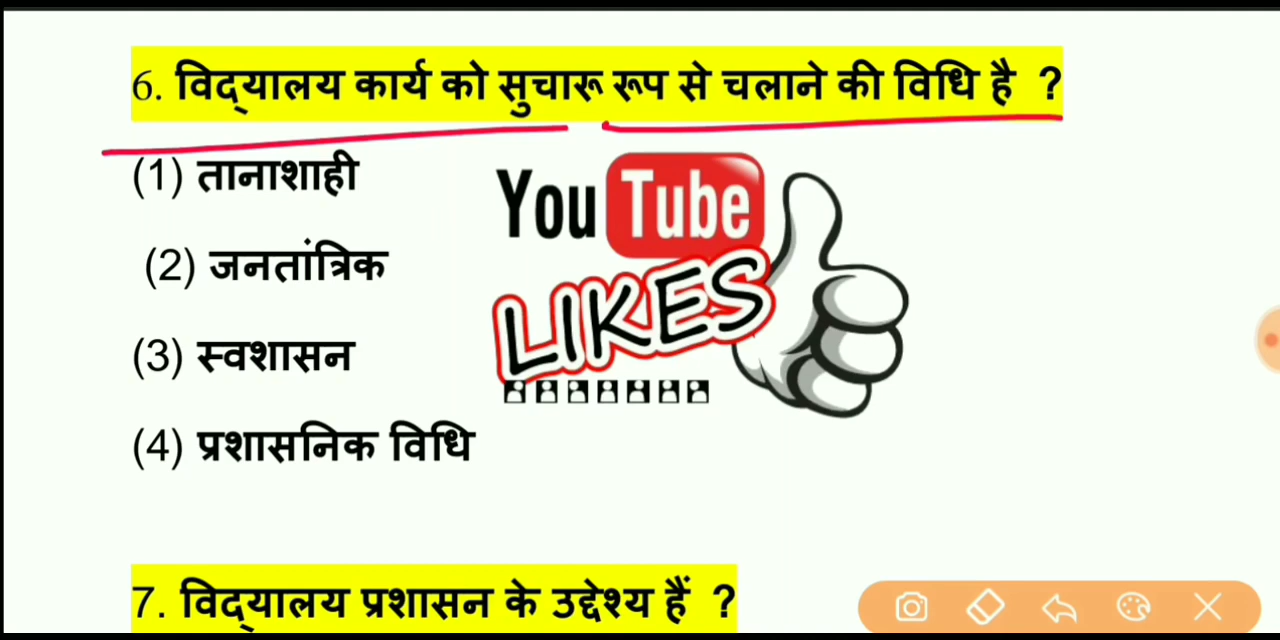 6. विद्यालय कार्य को सुचारू रूप से चलाने की विधि है ?
(1) तानाशाही
(2) जनतांत्रिक
(3) स्वशासन
(4) प्रशासनिक विधि
YouTube
LIKES
7. विद्यालय प्रशासन के उद्देश्य हैं ?